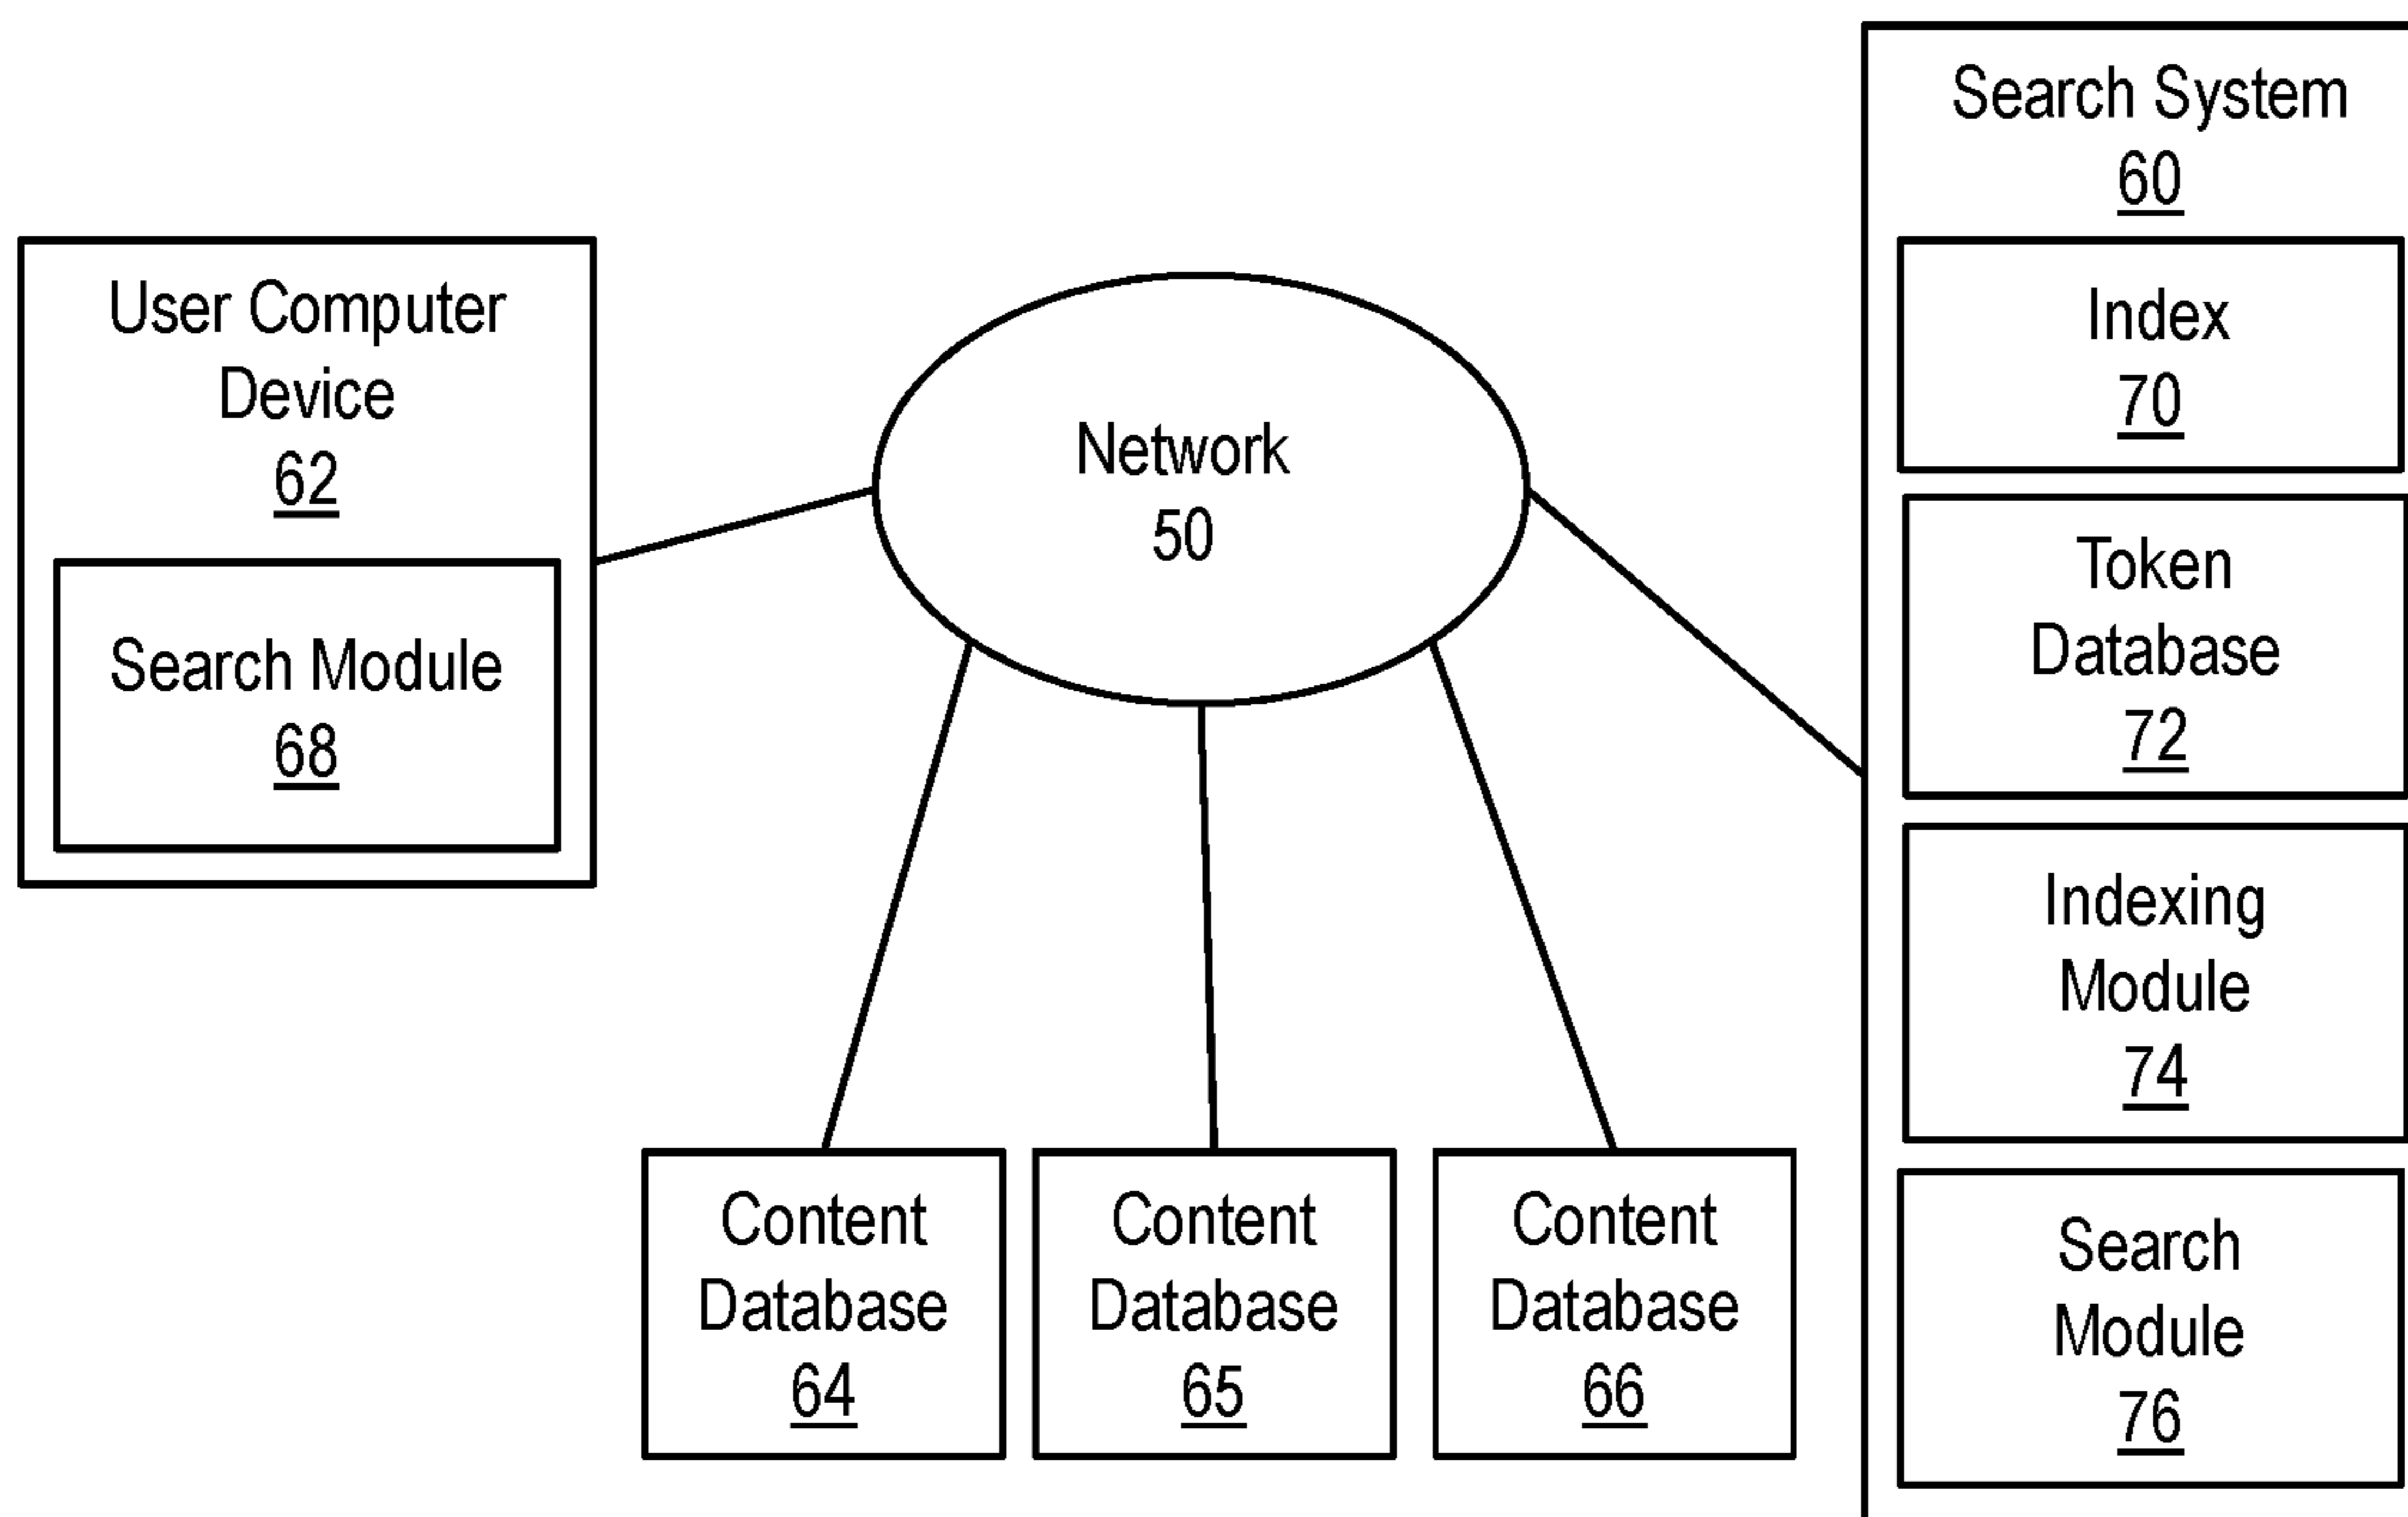 User Computer
Device
62
Search Module
68
Network
50
Content
Database
64
Content
Database
65
Content
Database
66
Search System
60
Index
70
Token
Database
72
Indexing
Module
74
Search
Module
76